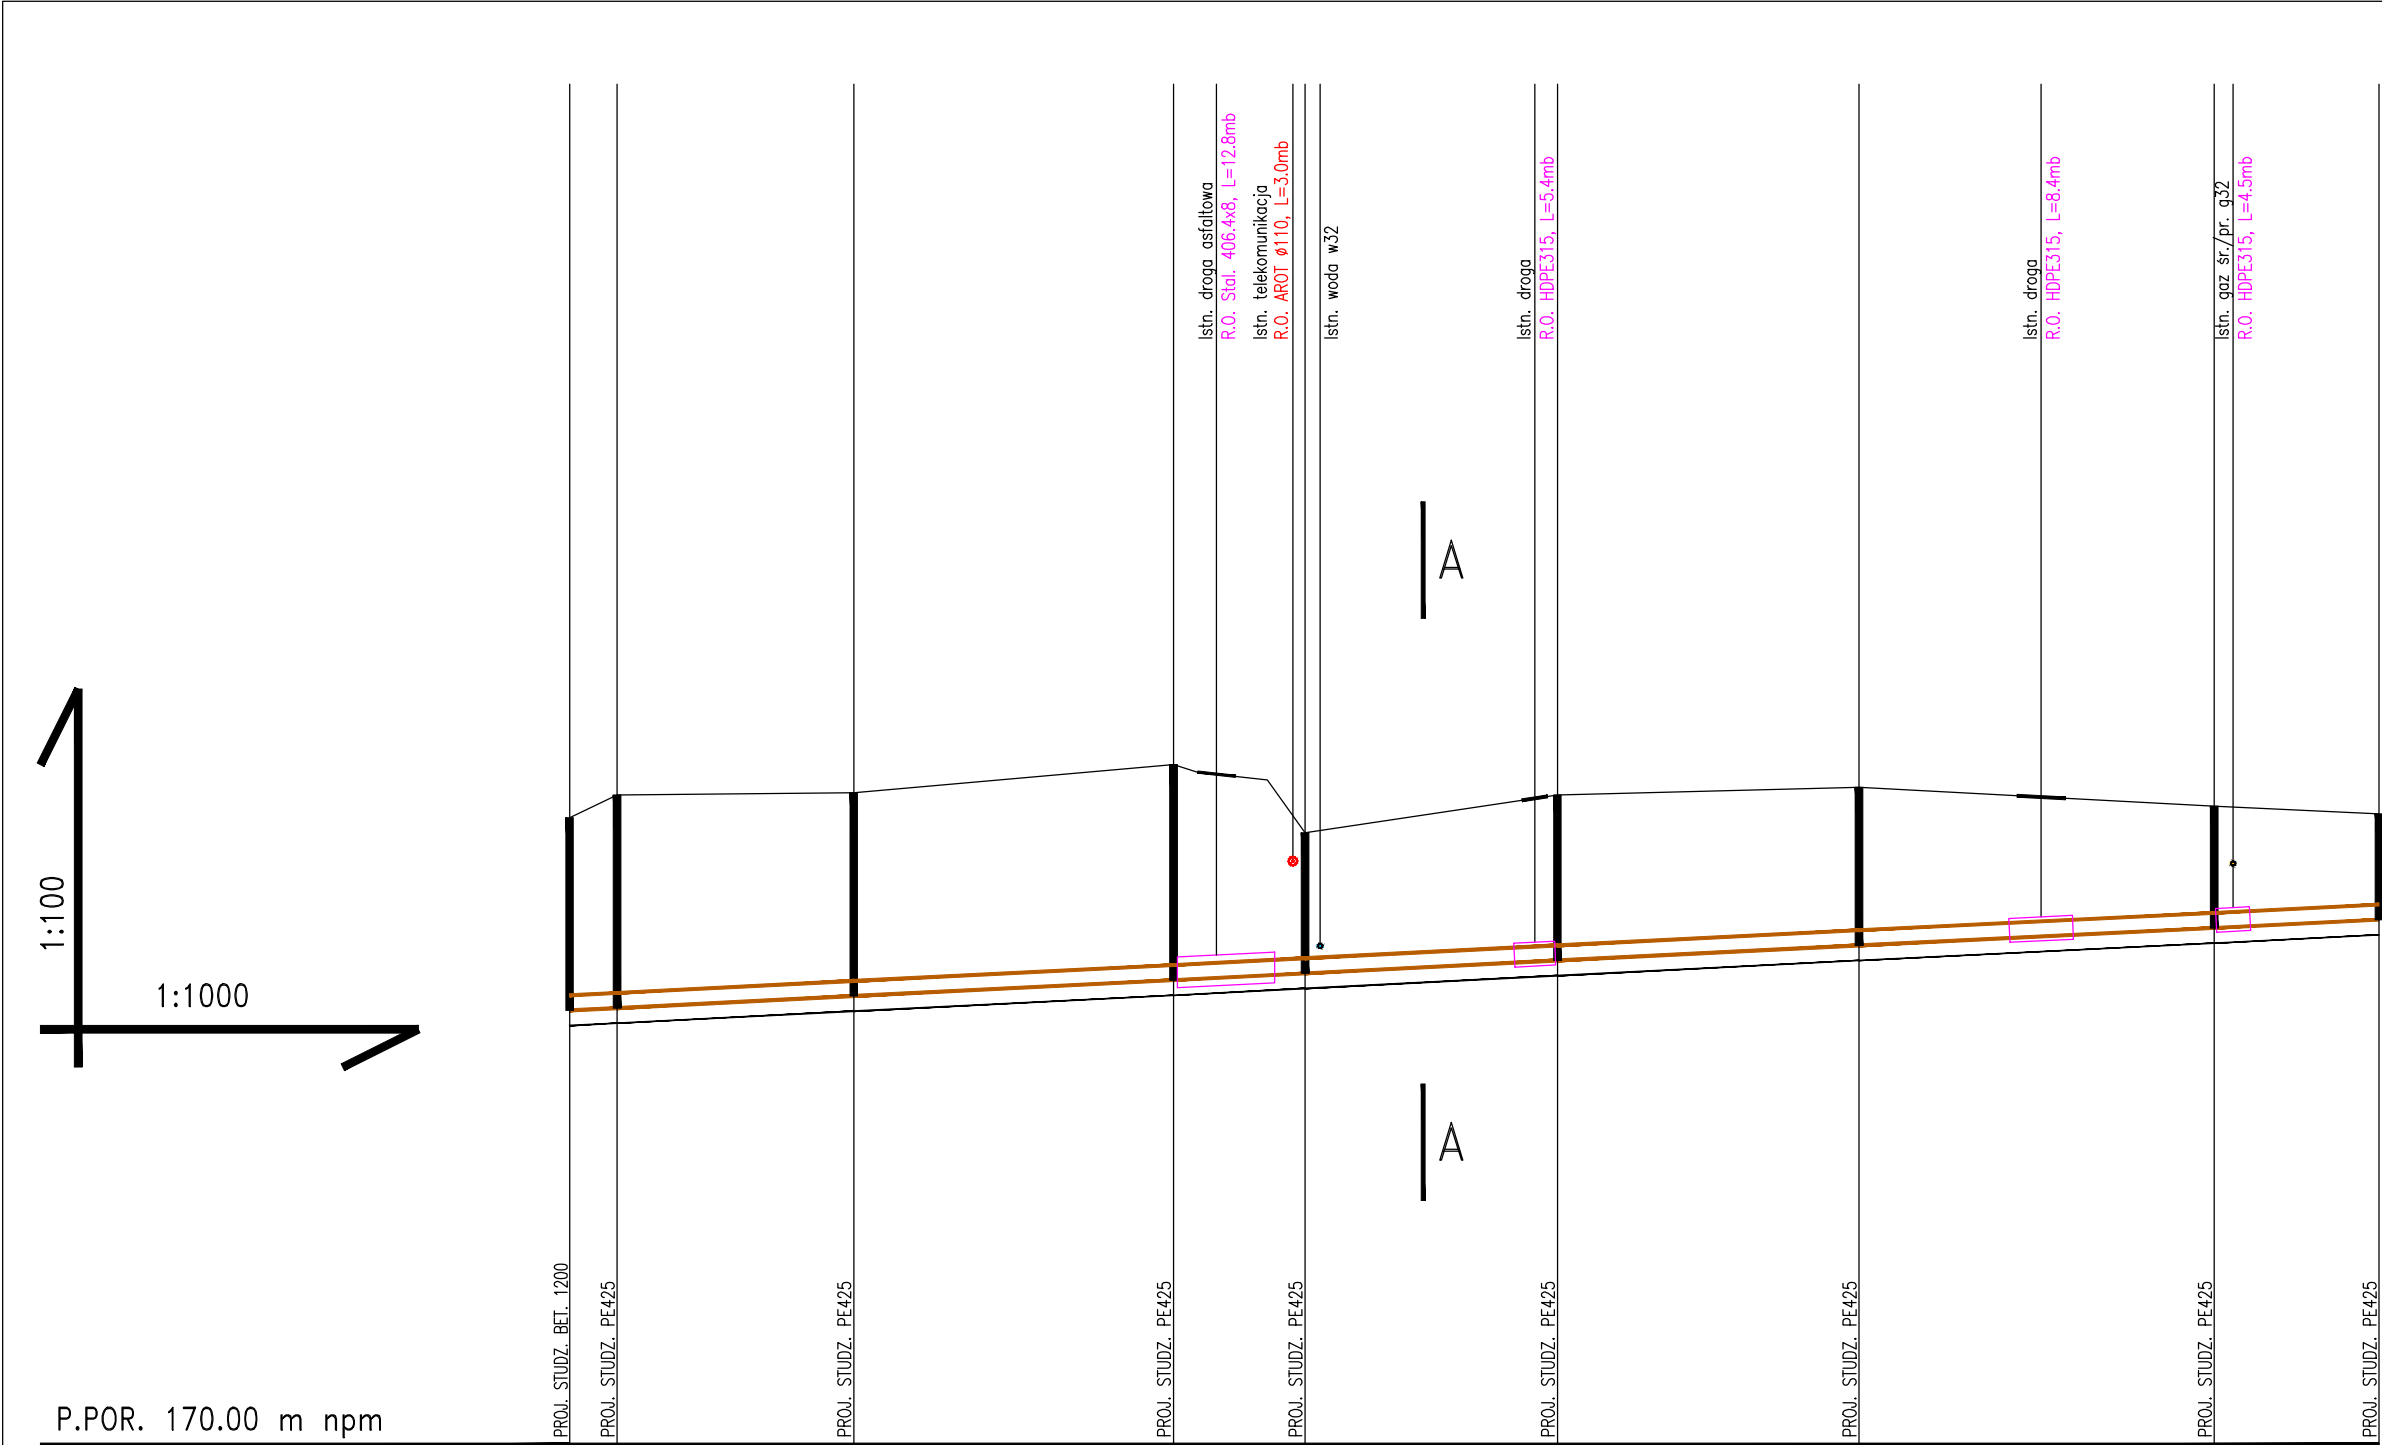 Istn. droga asfaltowa
R.O. Stal. 406.4x8, L=12.8mb
Istn. telekomunikacja
R.O. AROT ø110, L=3.0mb
Istn. woda w32
Istn. droga
R.O. HDPE315, L=5.4mb
Istn. droga
R.O. HDPE315, L=8.4mb
Istn. gaz śr./pr. g32
R.O. HDPE315, L=4.5mb
A
1:100
1:1000
A
PROJ. STUDZ. BET. 1200
PROJ. STUDZ. PE425
PROJ. STUDZ. PE425
PROJ. STUDZ. PE425
PROJ. STUDZ. PE425
PROJ. STUDZ. PE425
PROJ. STUDZ. PE425
PROJ. STUDZ. PE425
PROJ. STUDZ. PE425
P.POR. 170.00 m npm